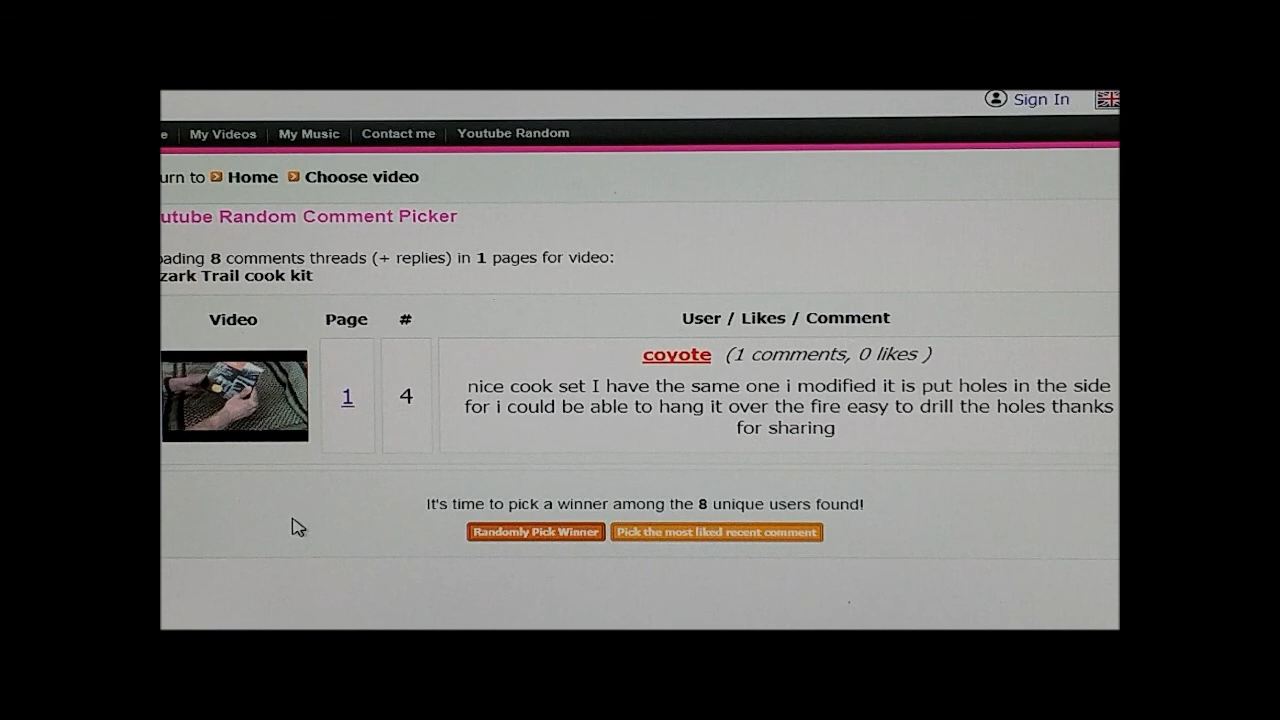 Sign In
e My Videos My Music Contact me Youtube Random
urn to Home Choose video
utube Random Comment Picker
ading 8 comments threads (+ replies) in 1 pages for video:
zark Trail cook kit
Video Page # User / Likes / Comment
coyote (1 comments, 0 likes )
1 4
nice cook set I have the same one i modified it is put holes in the side
for i could be able to hang it over the fire easy to drill the holes thanks
for sharing
It's time to pick a winner among the 8 unique users found!
Randomly Pick Winner Pick the most liked recent comment